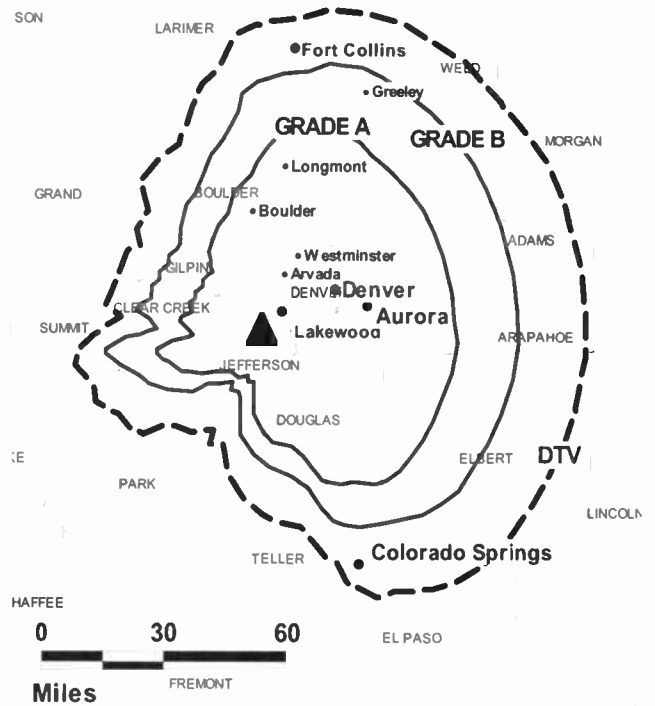 SON
LARIMER
Fort Collins
WELD
Greeley
GRADE A
GRADE B
MORGAN
Longmont
GRAND
BOULDER
Boulder
ADAMS
Westminster
GILPIN
Arvada
DENVER
Denver
CLEAR CREEK
Aurora
SUMMIT
Lakewood
ARAPAHOE
JEFFERSON
DOUGLAS
KE
ELBERT
DTV
PARK
LINCOLN
Colorado Springs
TELLER
HAFFEE
0 30 60
EL PASO
Miles
FREMONT